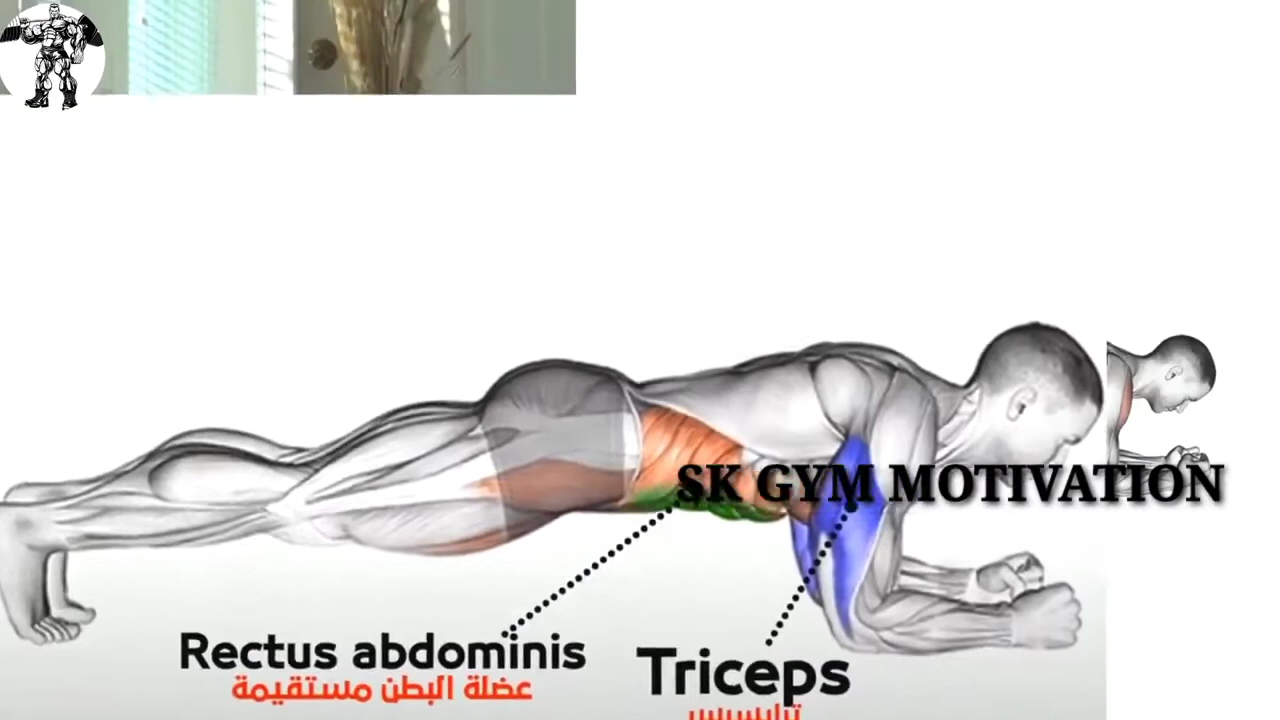 SK GYM MOTIVATION
Rectus abdominis
عضلة البطن مستقيمة
Triceps